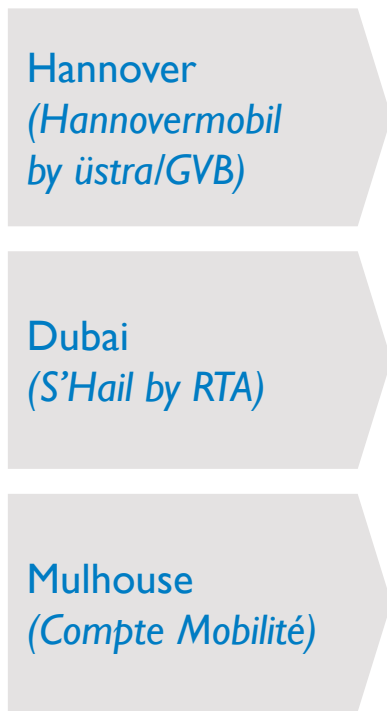 Hannover
(Hannovermobil
by üstra/GVB)
Dubai
(S’Hail by RTA)
Mulhouse
(Compte Mobilité)